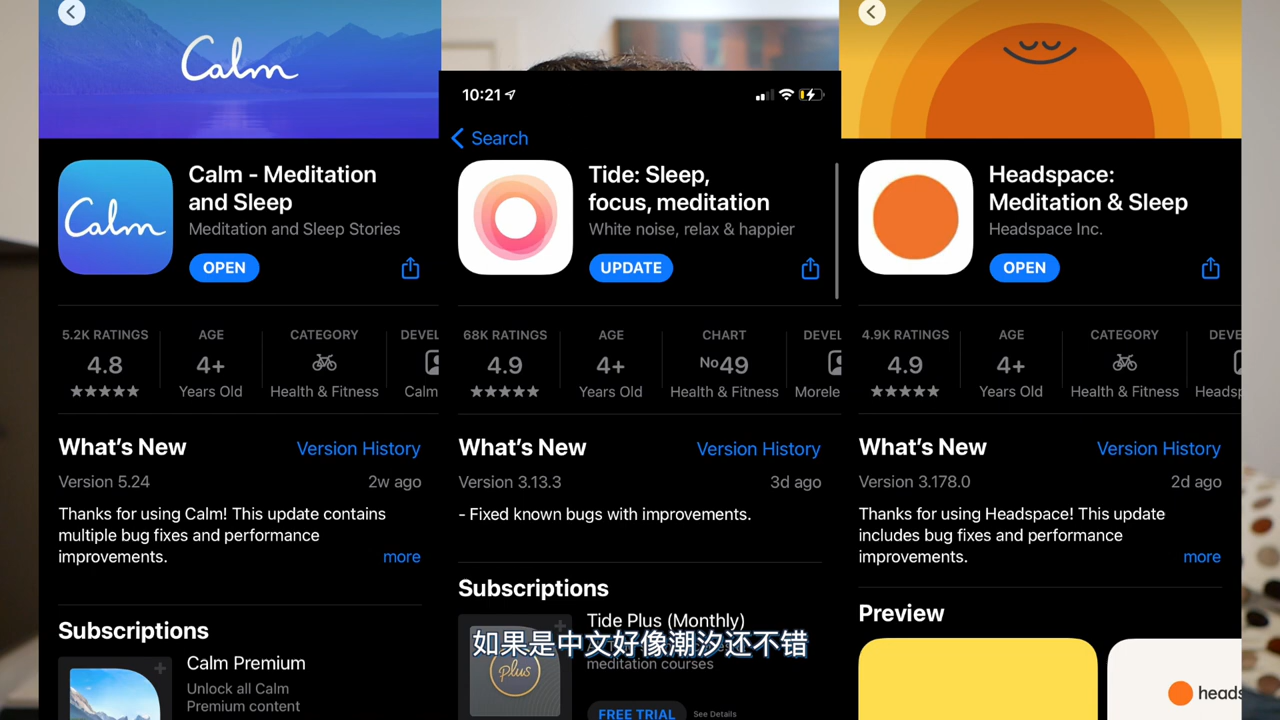 Calm
Calm
Calm - Meditation
and Sleep
Meditation and Sleep Stories
OPEN
5.2K RATINGS
4.8
★★★★★
AGE
4+
Years Old
CATEGORY
Health & Fitness
DEVEL
Calm
What's New
Version History
Version 5.24
2w ago
Thanks for using Calm! This update contains
multiple bug fixes and performance
improvements.
more
Subscriptions
Calm Premium
Unlock all Calm
Premium content
10:21
Search
Tide: Sleep,
focus, meditation
White noise, relax & happier
UPDATE
68K RATINGS
4.9
★★★★★
AGE
4+
Years Old
CHART
No49
Health & Fitness
DEVEL
Morele
What's New
Version History
Version 3.13.3
3d ago
- Fixed known bugs with improvements.
Subscriptions
Tide Plus (Monthly)
如果是中文好像潮汐还不错
plus
meditation courses
FREE TRIAL
See Details
Headspace:
Meditation & Sleep
Headspace Inc.
OPEN
4.9K RATINGS
4.9
★★★★★
AGE
4+
Years Old
CATEGORY
Health & Fitness
DEVE
Headsp
What's New
Version History
Version 3.178.0
2d ago
Thanks for using Headspace! This update
includes bug fixes and performance
improvements.
more
Preview
heads